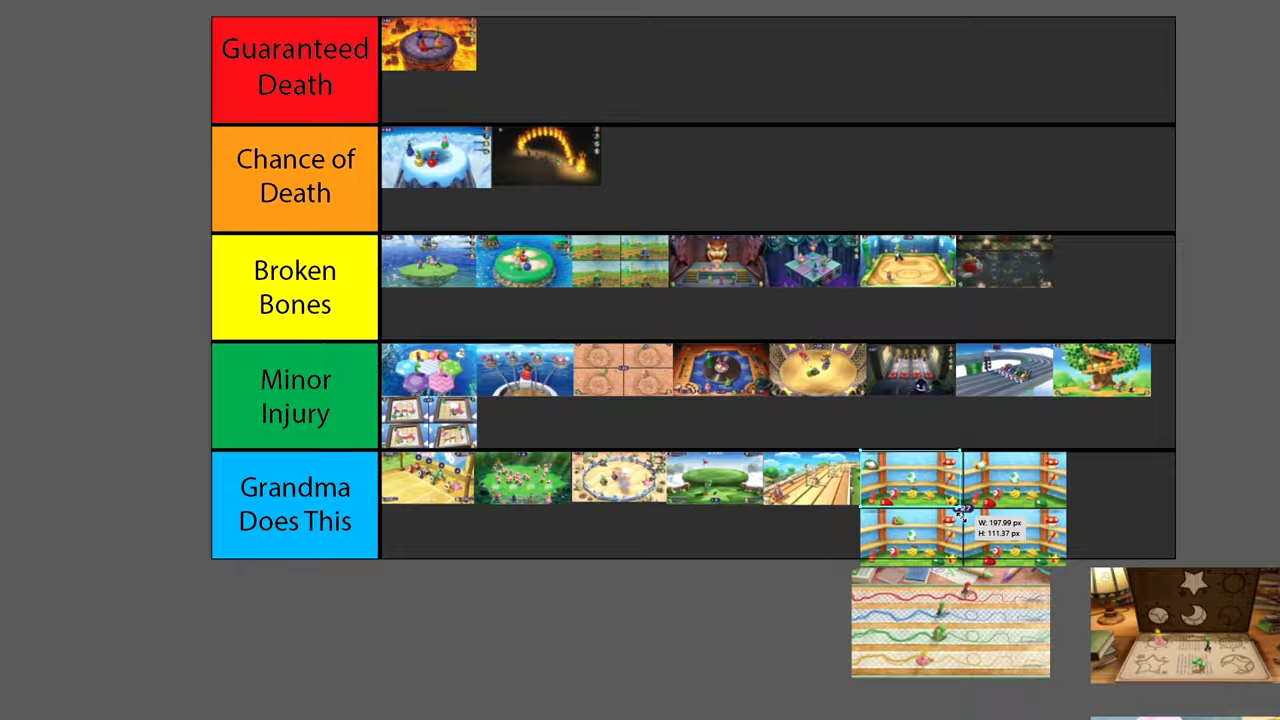 Guaranteed
Death
Chance of
Death
Broken
Bones
Minor
Injury
Grandma
Does This
W: 197.99 px
H: 111.37 px